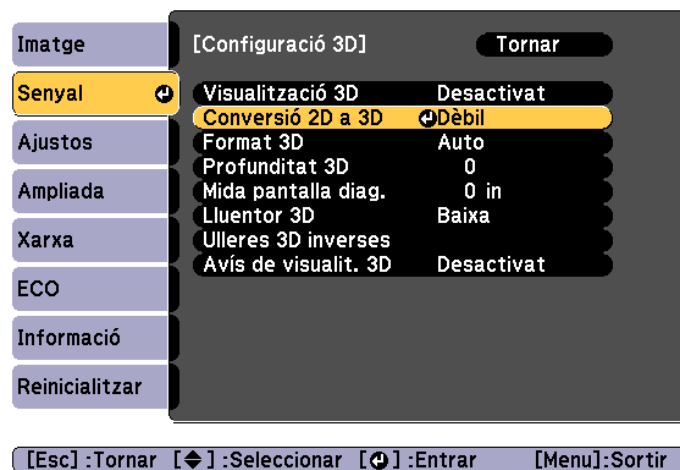 Imatge
Senyal
Ajustos
Ampliada
Xarxa
ECO
Informació
Reinicialitzar
[Configuració 3D] Tornar
Visualització 3D Desactivat
Conversió 2D a 3D Dèbil
Format 3D Auto
Profunditat 3D 0
Mida pantalla diag. 0 in
Lluentor 3D Baixa
Ulleres 3D inverses
Avís de visualit. 3D Desactivat
[Esc] :Tornar [◆] :Seleccionar [↵] :Entrar [Menu]:Sortir